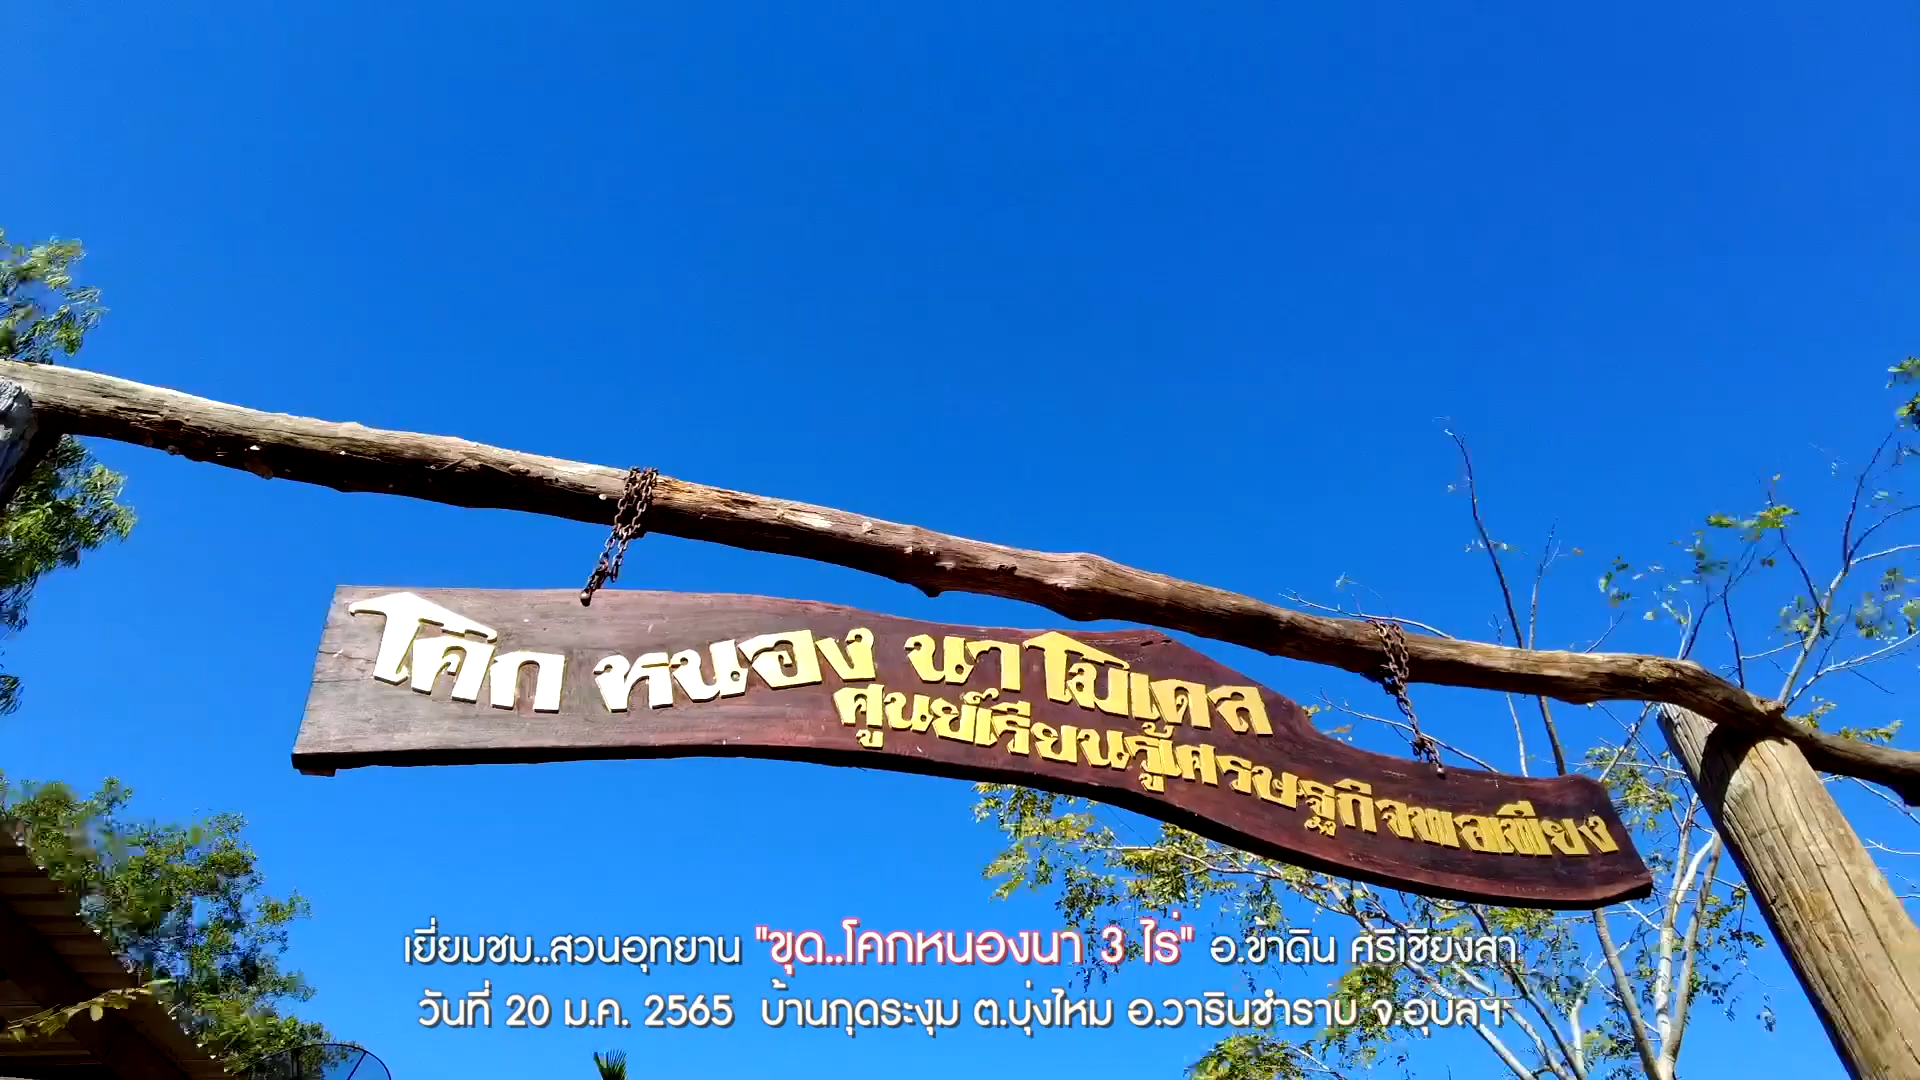 โค๊ก หนอง นาโมเดล
ศูนย์เรียนรู้เศรษฐกิจพอเพียง
เยี่ยมชม..สวนอุทยาน "ขุด..โคกหนองนา 3 ไร่" อ.ขำดิน ศรีเชียงสา
วันที่ 20 ม.ค. 2565 บ้านกุดระงุม ต.บุ่งไหม อ.วารินชำราบ จ.อุบลฯ